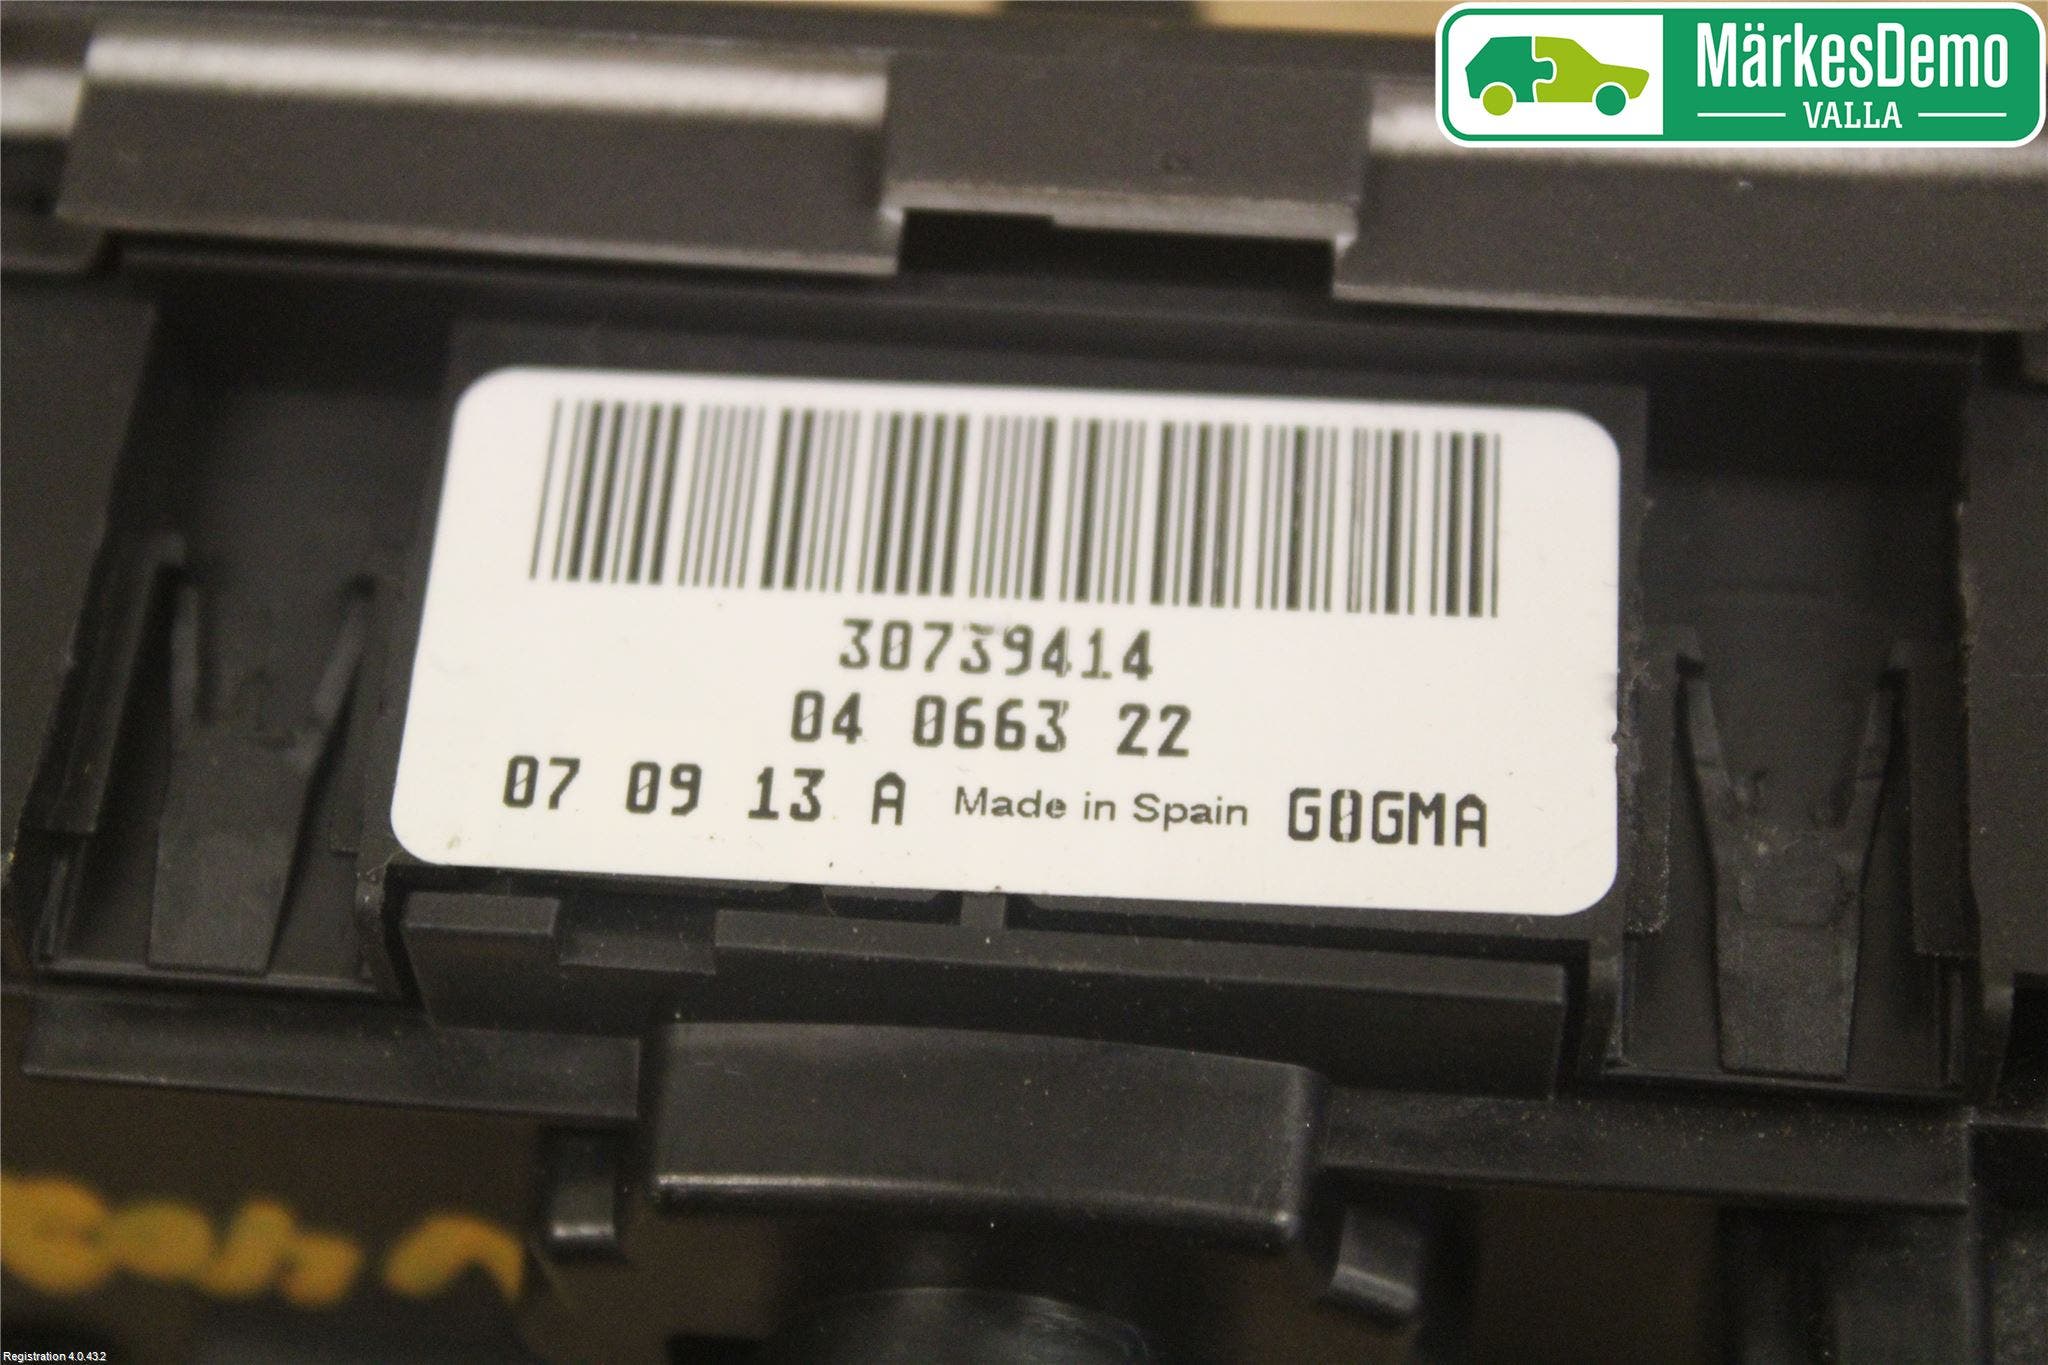 MärkesDemo
VALLA
30739414
04 0663 22
07 09 13 A Made in Spain G0GMA
Registration 4.0.43.2